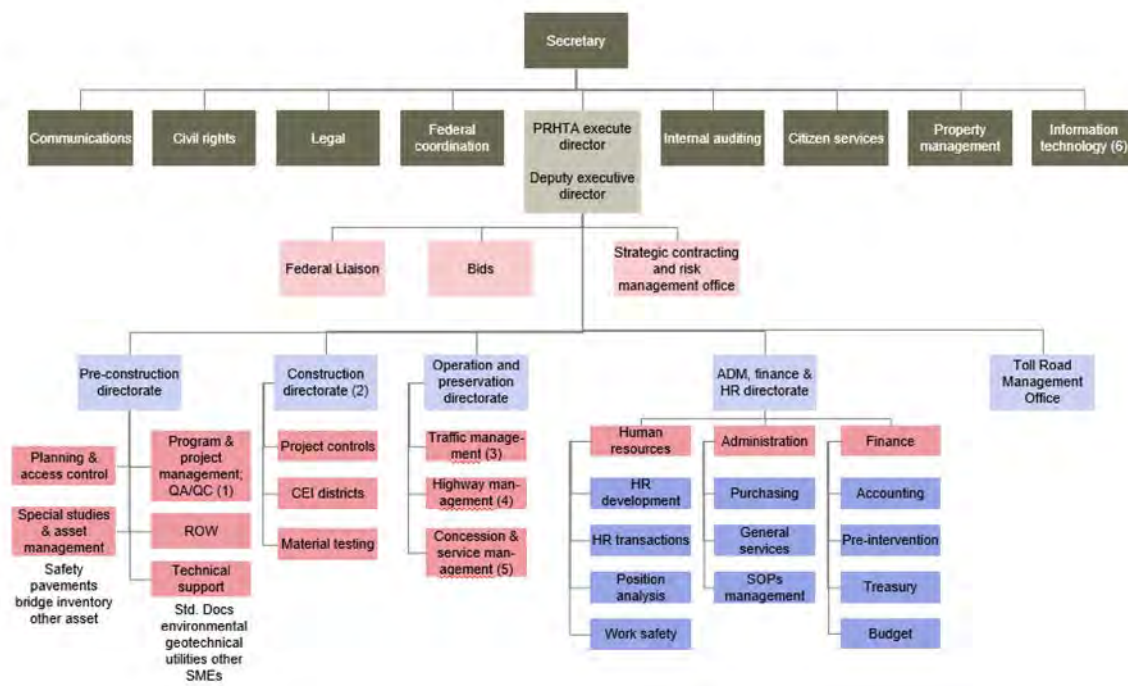 Secretary
Communications
Civil rights
Legal
Federal
coordination
PRHTA execute
director
Deputy executive
director
Internal auditing
Citizen services
Property
management
Information
technology (6)
Federal Liaison
Bids
Strategic contracting
and risk
management office
Pre-construction
directorate
Construction
directorate (2)
Operation and
preservation
directorate
ADM, finance &
HR directorate
Toll Road
Management
Office
Planning &
access control
Special studies
& asset
management
Safety
pavements
bridge inventory
other asset
Program &
project
management;
QA/QC (1)
ROW
Technical
support
Std. Docs
environmental
geotechnical
utilities other
SMEs
Project controls
CEI districts
Material testing
Traffic manage-
ment (3)
Highway man-
agement (4)
Concession &
service man-
agement (5)
Human
resources
HR
development
HR transactions
Position
analysis
Work safety
Administration
Purchasing
General
services
SOPs
management
Finance
Accounting
Pre-intervention
Treasury
Budget